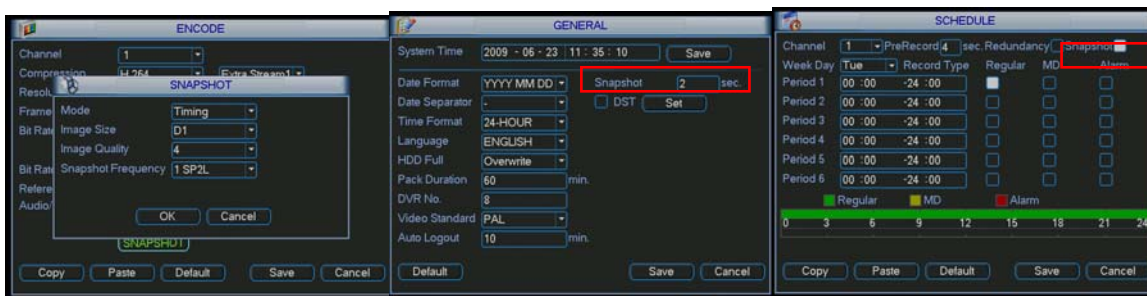 ENCODE
Channel 1
Compression H.264 Extra Stream1
SNAPSHOT
Mode Timing
Image Size D1
Image Quality 4
Snapshot Frequency 1 SP2L
OK Cancel
Frame
Bit Rat
Bit Rat
Refere
Audio/
SNAPSHOT
Copy Paste Default Save Cancel
GENERAL
System Time 2009 - 06 - 23 11 : 35 : 10 Save
Date Format YYYY MM DD Snapshot 2 sec.
Date Separator - DST Set
Time Format 24-HOUR
Language ENGLISH
HDD Full Overwrite
Pack Duration 60 min.
DVR No. 8
Video Standard PAL
Auto Logout 10 min.
Default Save Cancel
SCHEDULE
Channel 1 PreRecord 4 sec. Redundancy Snapshot
Week Day Tue Record Type Regular MD Alarm
Period 1 00 :00 -24 :00
Period 2 00 :00 -24 :00
Period 3 00 :00 -24 :00
Period 4 00 :00 -24 :00
Period 5 00 :00 -24 :00
Period 6 00 :00 -24 :00
Regular MD Alarm
0 3 6 9 12 15 18 21 24
Copy Paste Default Save Cancel